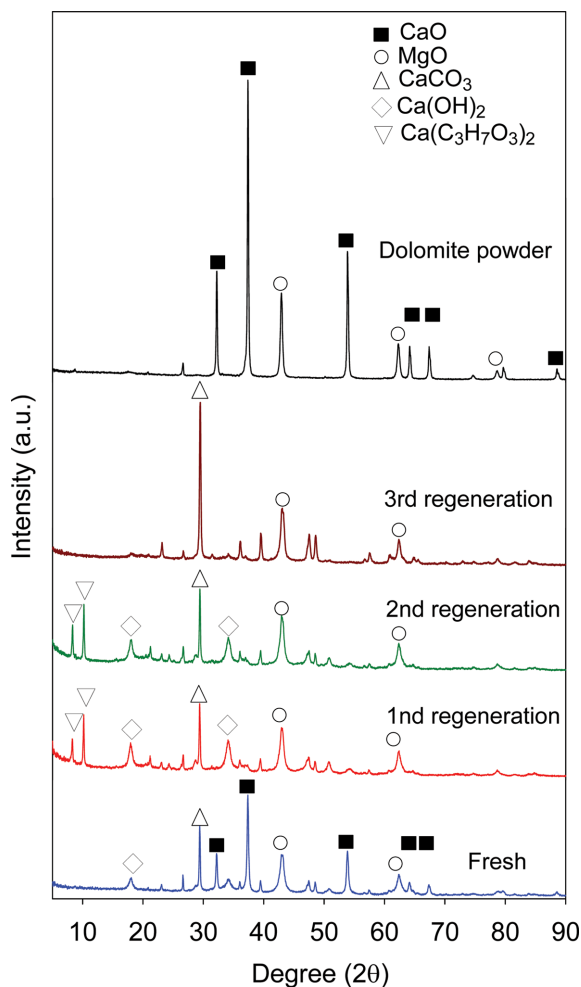 CaO
MgO
CaCO₃
Ca(OH)₂
Ca(C₃H₇O₃)₂
Dolomite powder
3rd regeneration
2nd regeneration
1nd regeneration
Fresh
Intensity (a.u.)
10 20 30 40 50 60 70 80 90
Degree (2θ)